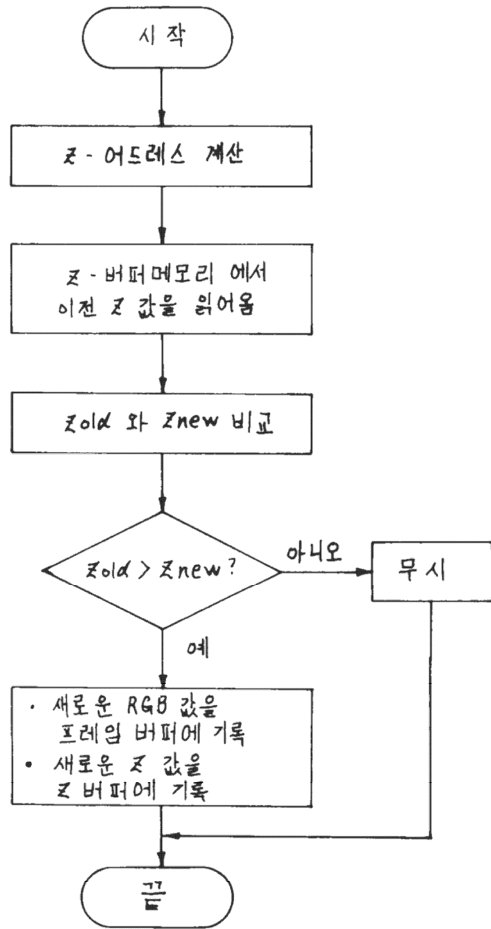 시작
Z - 어드레스 계산
Z - 버퍼메모리 에서
이전 Z 값을 읽어옴
Zold 와 Znew 비교
Zold > Znew ?
아니오
무시
예
· 새로운 RGB 값을
프레임 버퍼에 기록
• 새로운 Z 값을
Z 버퍼에 기록
끝